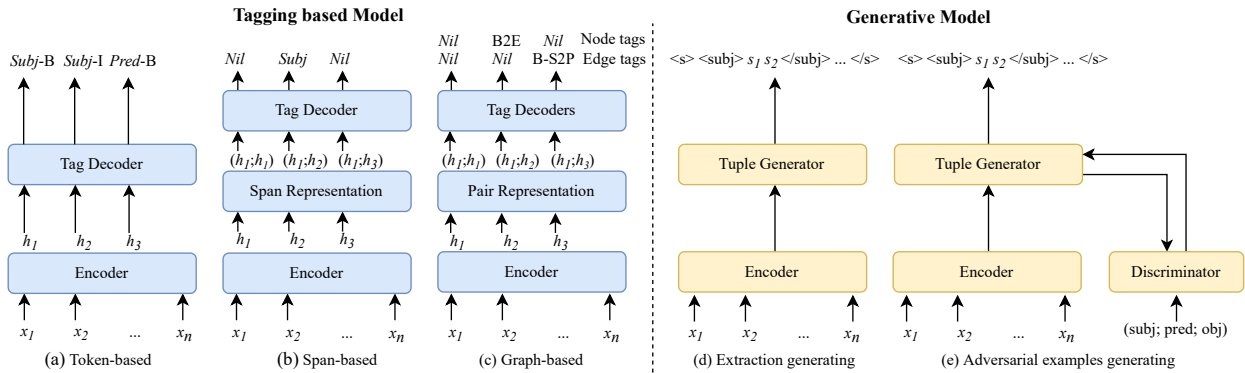 Tagging based Model
Generative Model
Subj-B Subj-I Pred-B
Tag Decoder
h1 h2 h3
Encoder
x1 x2 ... xn
(a) Token-based
Nil Subj Nil
Tag Decoder
(h1;h1) (h1;h2) (h1;h3)
Span Representation
h1 h2 h3
Encoder
x1 x2 ... xn
(b) Span-based
Nil B2E Nil Node tags
Nil Nil B-S2P Edge tags
Tag Decoders
(h1;h1) (h1;h2) (h1;h3)
Pair Representation
h1 h2 h3
Encoder
x1 x2 ... xn
(c) Graph-based
<s> <subj> s1 s2 </subj> ... </s>
Tuple Generator
Encoder
x1 x2 ... xn
(d) Extraction generating
<s> <subj> s1 s2 </subj> ... </s>
Tuple Generator
Encoder
Discriminator
x1 x2 ... xn
(subj; pred; obj)
(e) Adversarial examples generating